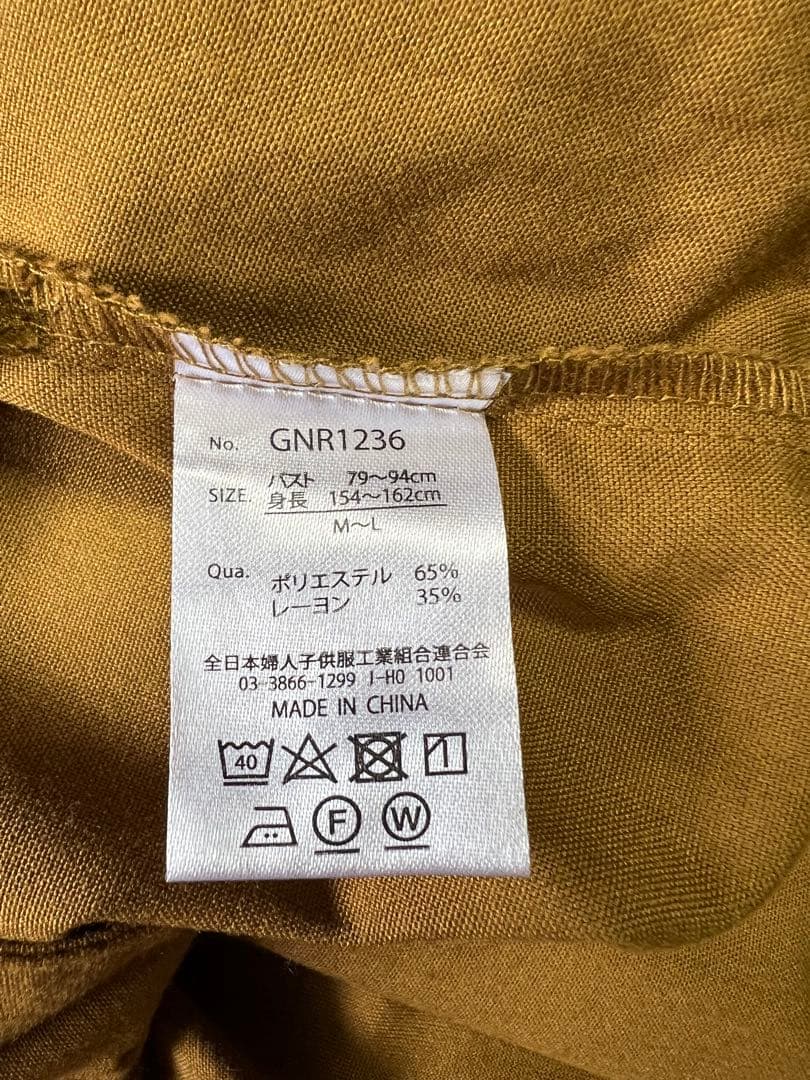 No. GNR1236
SIZE. バスト 79〜94cm
身長 154〜162cm
M〜L
Qua. ポリエステル 65%
レーヨン 35%
全日本婦人子供服工業組合連合会
03-3866-1299 J-HO 1001
MADE IN CHINA
40
F W